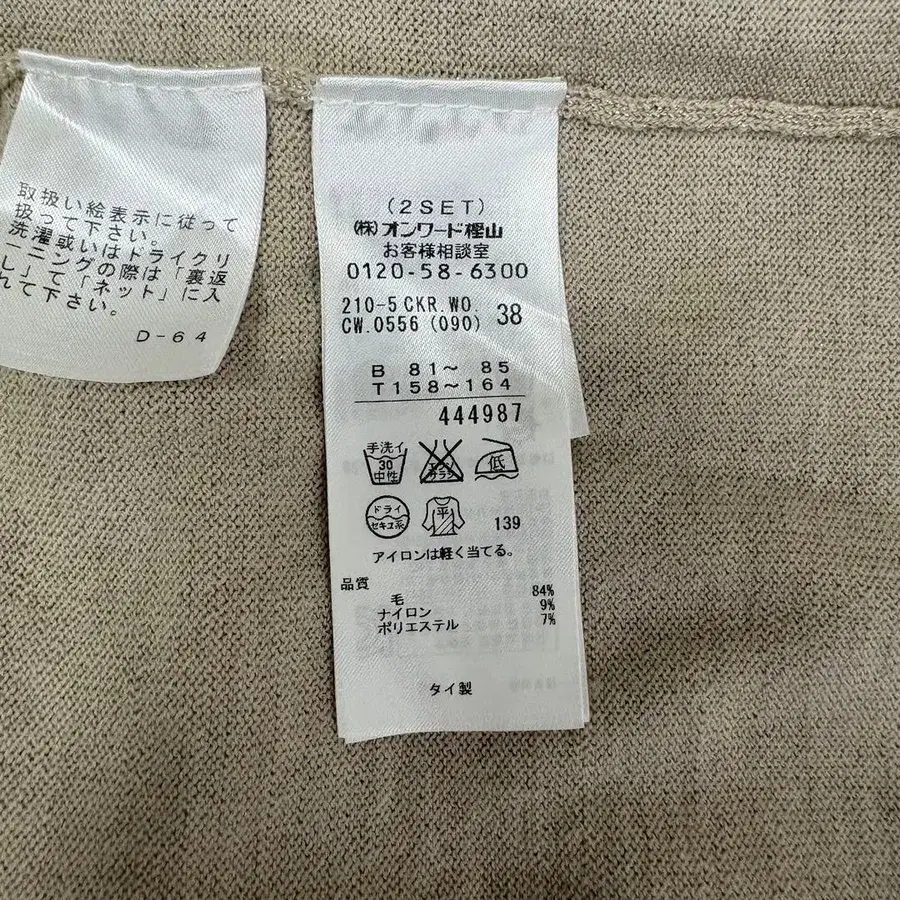 取扱い絵表示に従って
扱って下さい。
洗濯或いはドライクリ
ーニングの際は「裏返
し」て「ネット」に入
れて下さい。
D-64
(2SET)
㈱オンワード樫山
お客様相談室
0120-58-6300
210-5 CKR.WO.
CW.0556 (090) 38
B 81～ 85
T158～164
444987
手洗イ
30
中性
エンソ
サラシ
低
ドライ
セキユ系
平
139
アイロンは軽く当てる。
品質
毛 84%
ナイロン 9%
ポリエステル 7%
タイ製